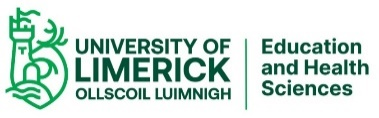 UNIVERSITY OF
LIMERICK
OLLSCOIL LUIMNIGH
Education
and Health
Sciences